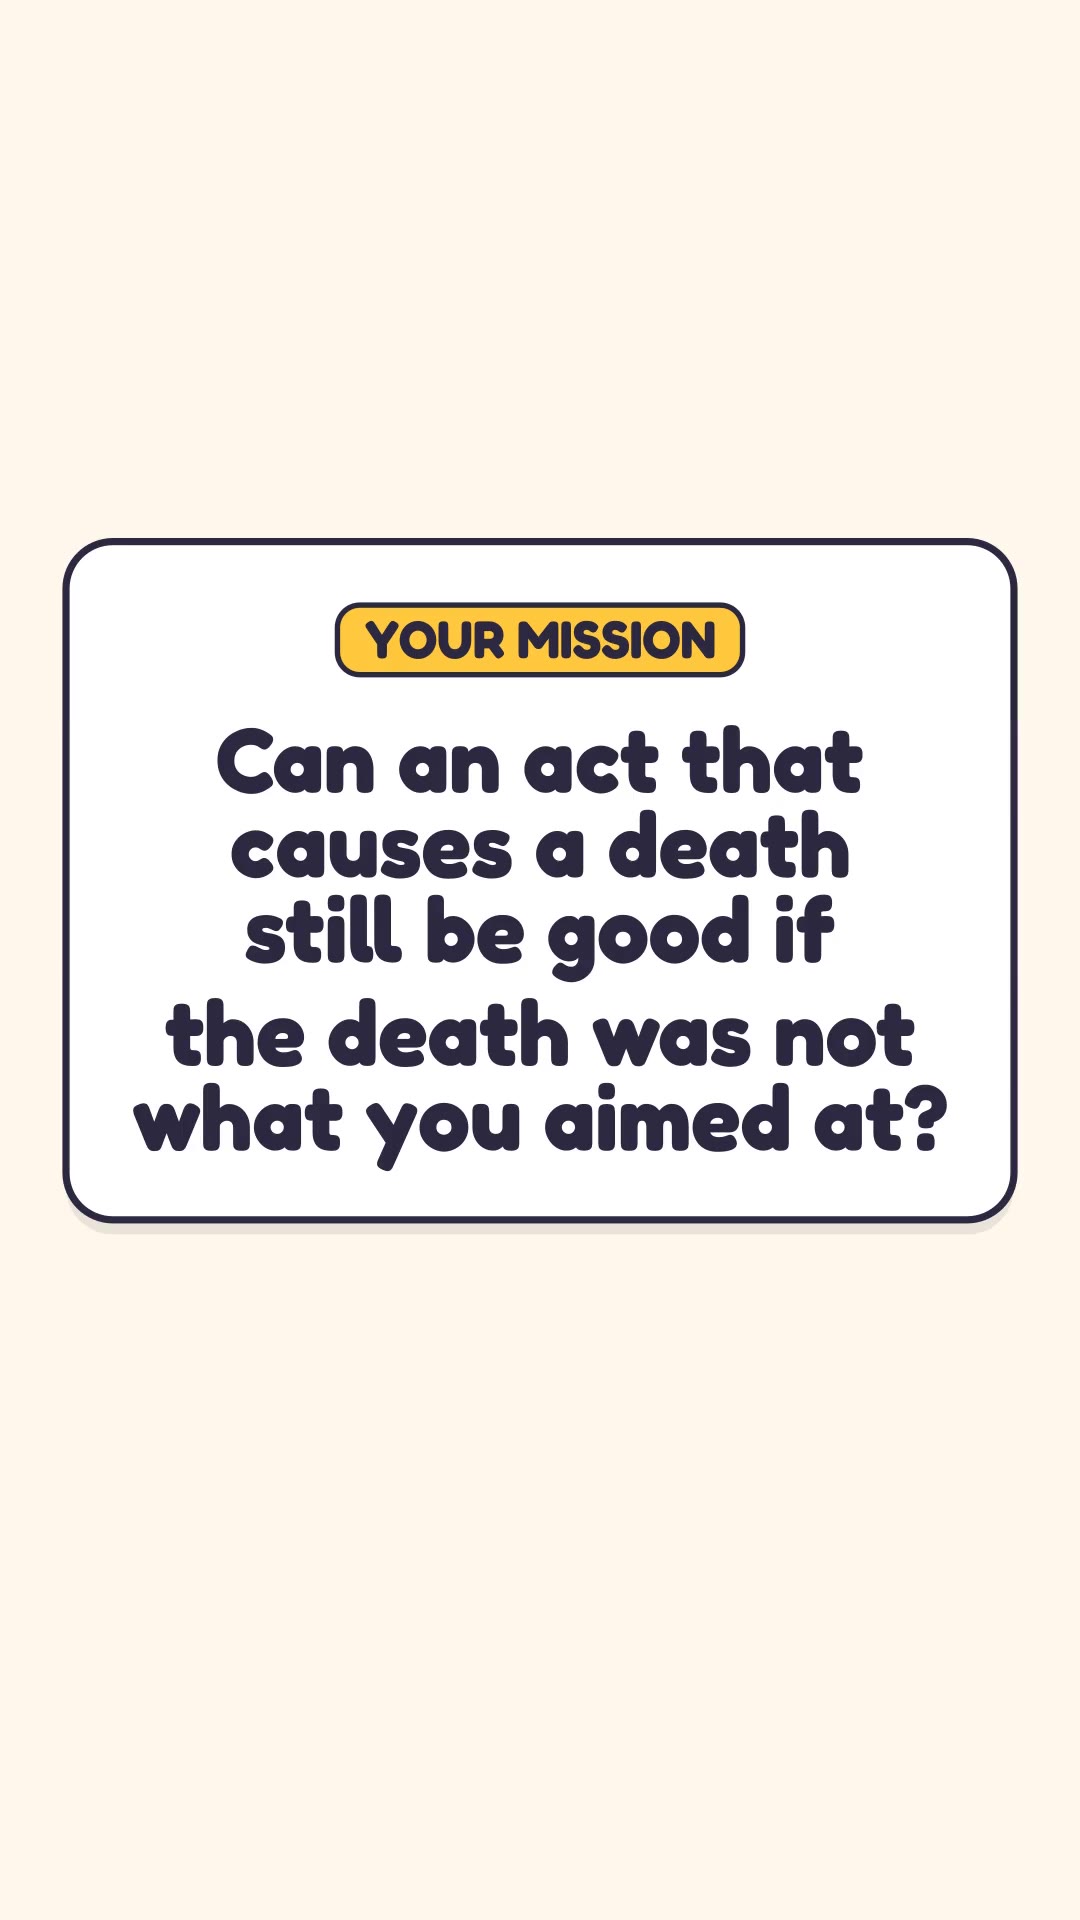 YOUR MISSION
Can an act that
causes a death
still be good if
the death was not
what you aimed at?